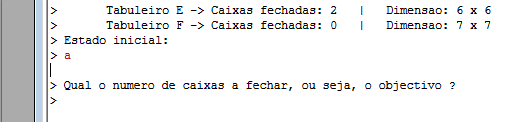 >       Tabuleiro E -> Caixas fechadas: 2   |   Dimensao: 6 x 6
>       Tabuleiro F -> Caixas fechadas: 0   |   Dimensao: 7 x 7
> Estado inicial:
> a
> Qual o numero de caixas a fechar, ou seja, o objectivo ?
>